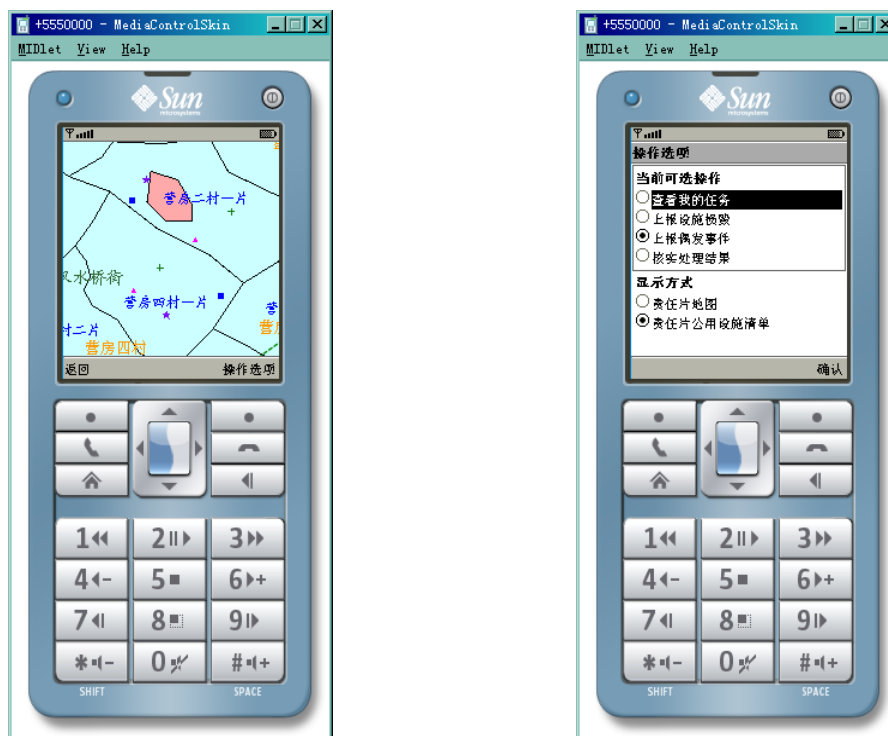 +5550000 - MediaControlSkin
MIDlet View Help
Sun
microsystems
营房二村一片
风水桥街
营房四村一片
营
村二片
营房四村
返回 操作选项
1
2
3
4
5
6
7
8
9
*
0
#
SHIFT SPACE
+5550000 - MediaControlSkin
MIDlet View Help
Sun
microsystems
操作选项
当前可选操作
查看我的任务
上报设施损毁
上报偶发事件
核实处理结果
显示方式
责任片地图
责任片公用设施清单
确认
1
2
3
4
5
6
7
8
9
*
0
#
SHIFT SPACE